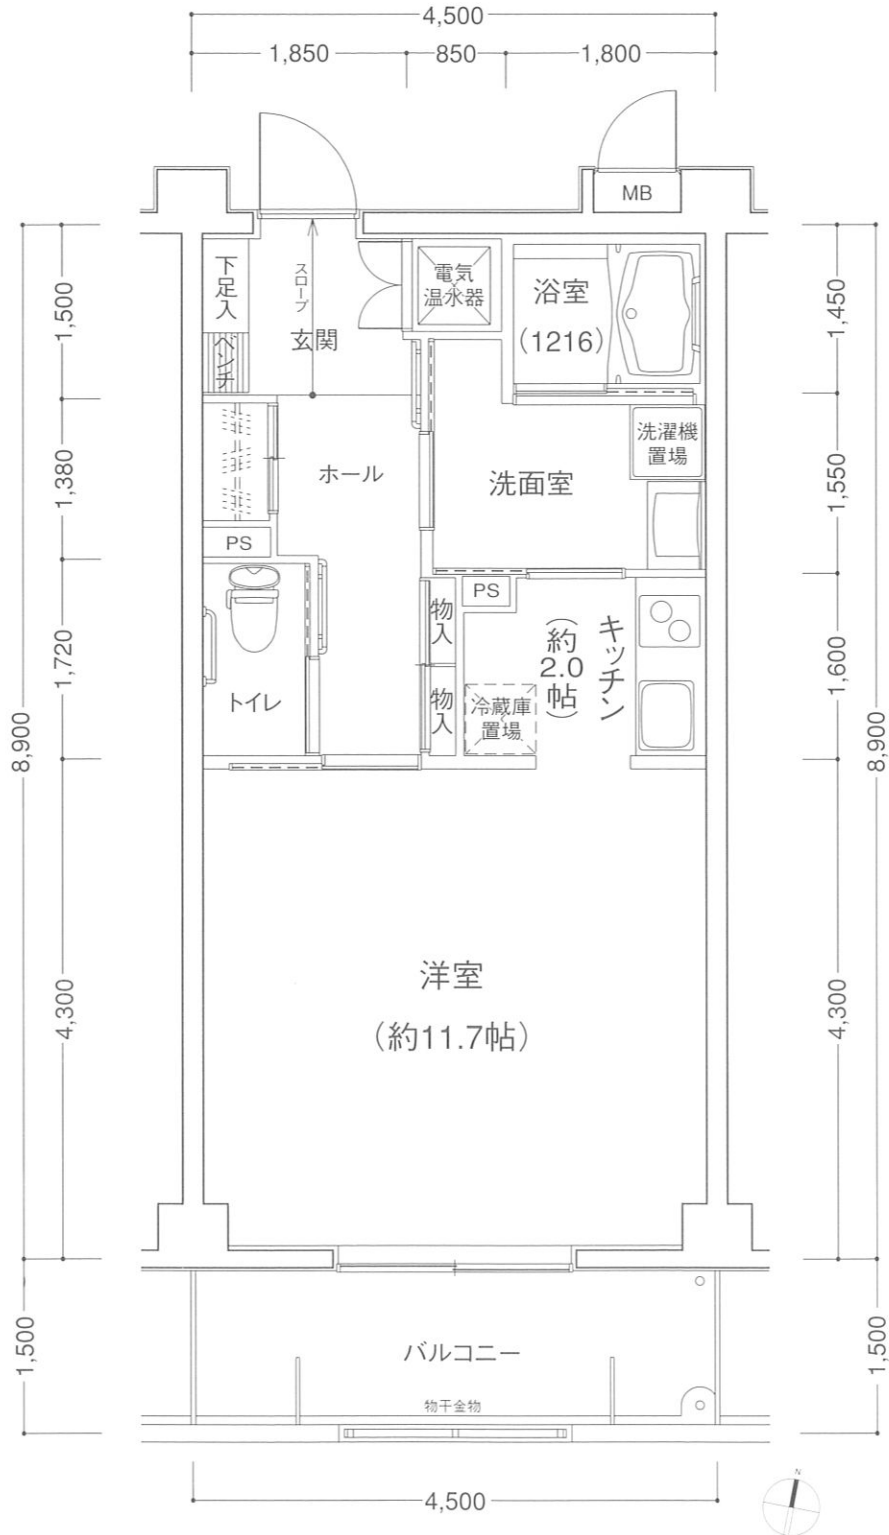 4,500
1,850
850
1,800
MB
下足入
スロープ
電気
温水器
浴室
(1216)
ベンチ
玄関
1,500
1,450
洗濯機
置場
ホール
洗面室
1,380
1,550
PS
PS
物入
キッチン
(約2.0帖)
1,720
1,600
トイレ
物入
冷蔵庫
置場
8,900
8,900
洋室
(約11.7帖)
4,300
4,300
1,500
バルコニー
1,500
物干金物
4,500
N